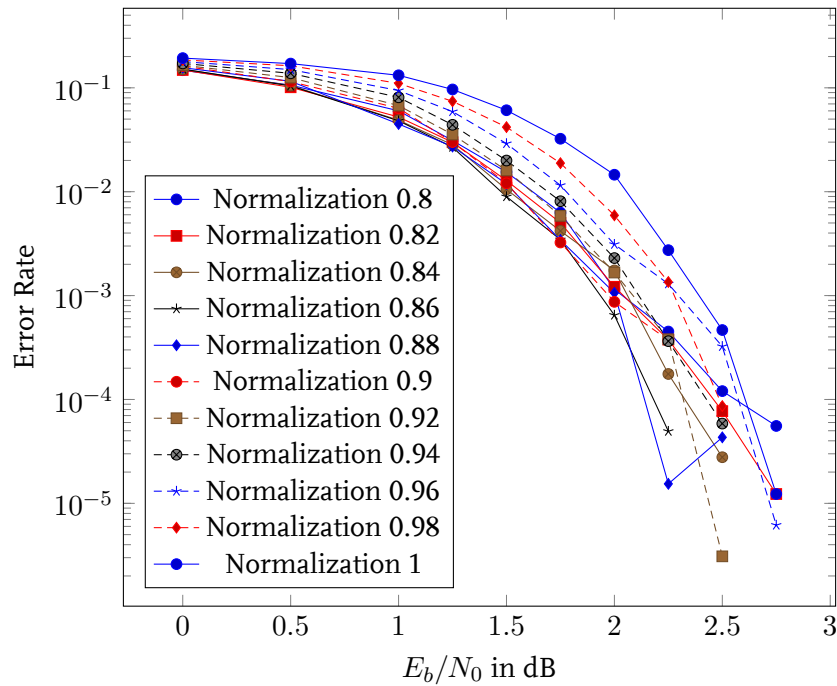 10⁻¹
10⁻²
10⁻³
10⁻⁴
10⁻⁵
Error Rate
Normalization 0.8
Normalization 0.82
Normalization 0.84
Normalization 0.86
Normalization 0.88
Normalization 0.9
Normalization 0.92
Normalization 0.94
Normalization 0.96
Normalization 0.98
Normalization 1
0 0.5 1 1.5 2 2.5 3
E_b/N_0 in dB